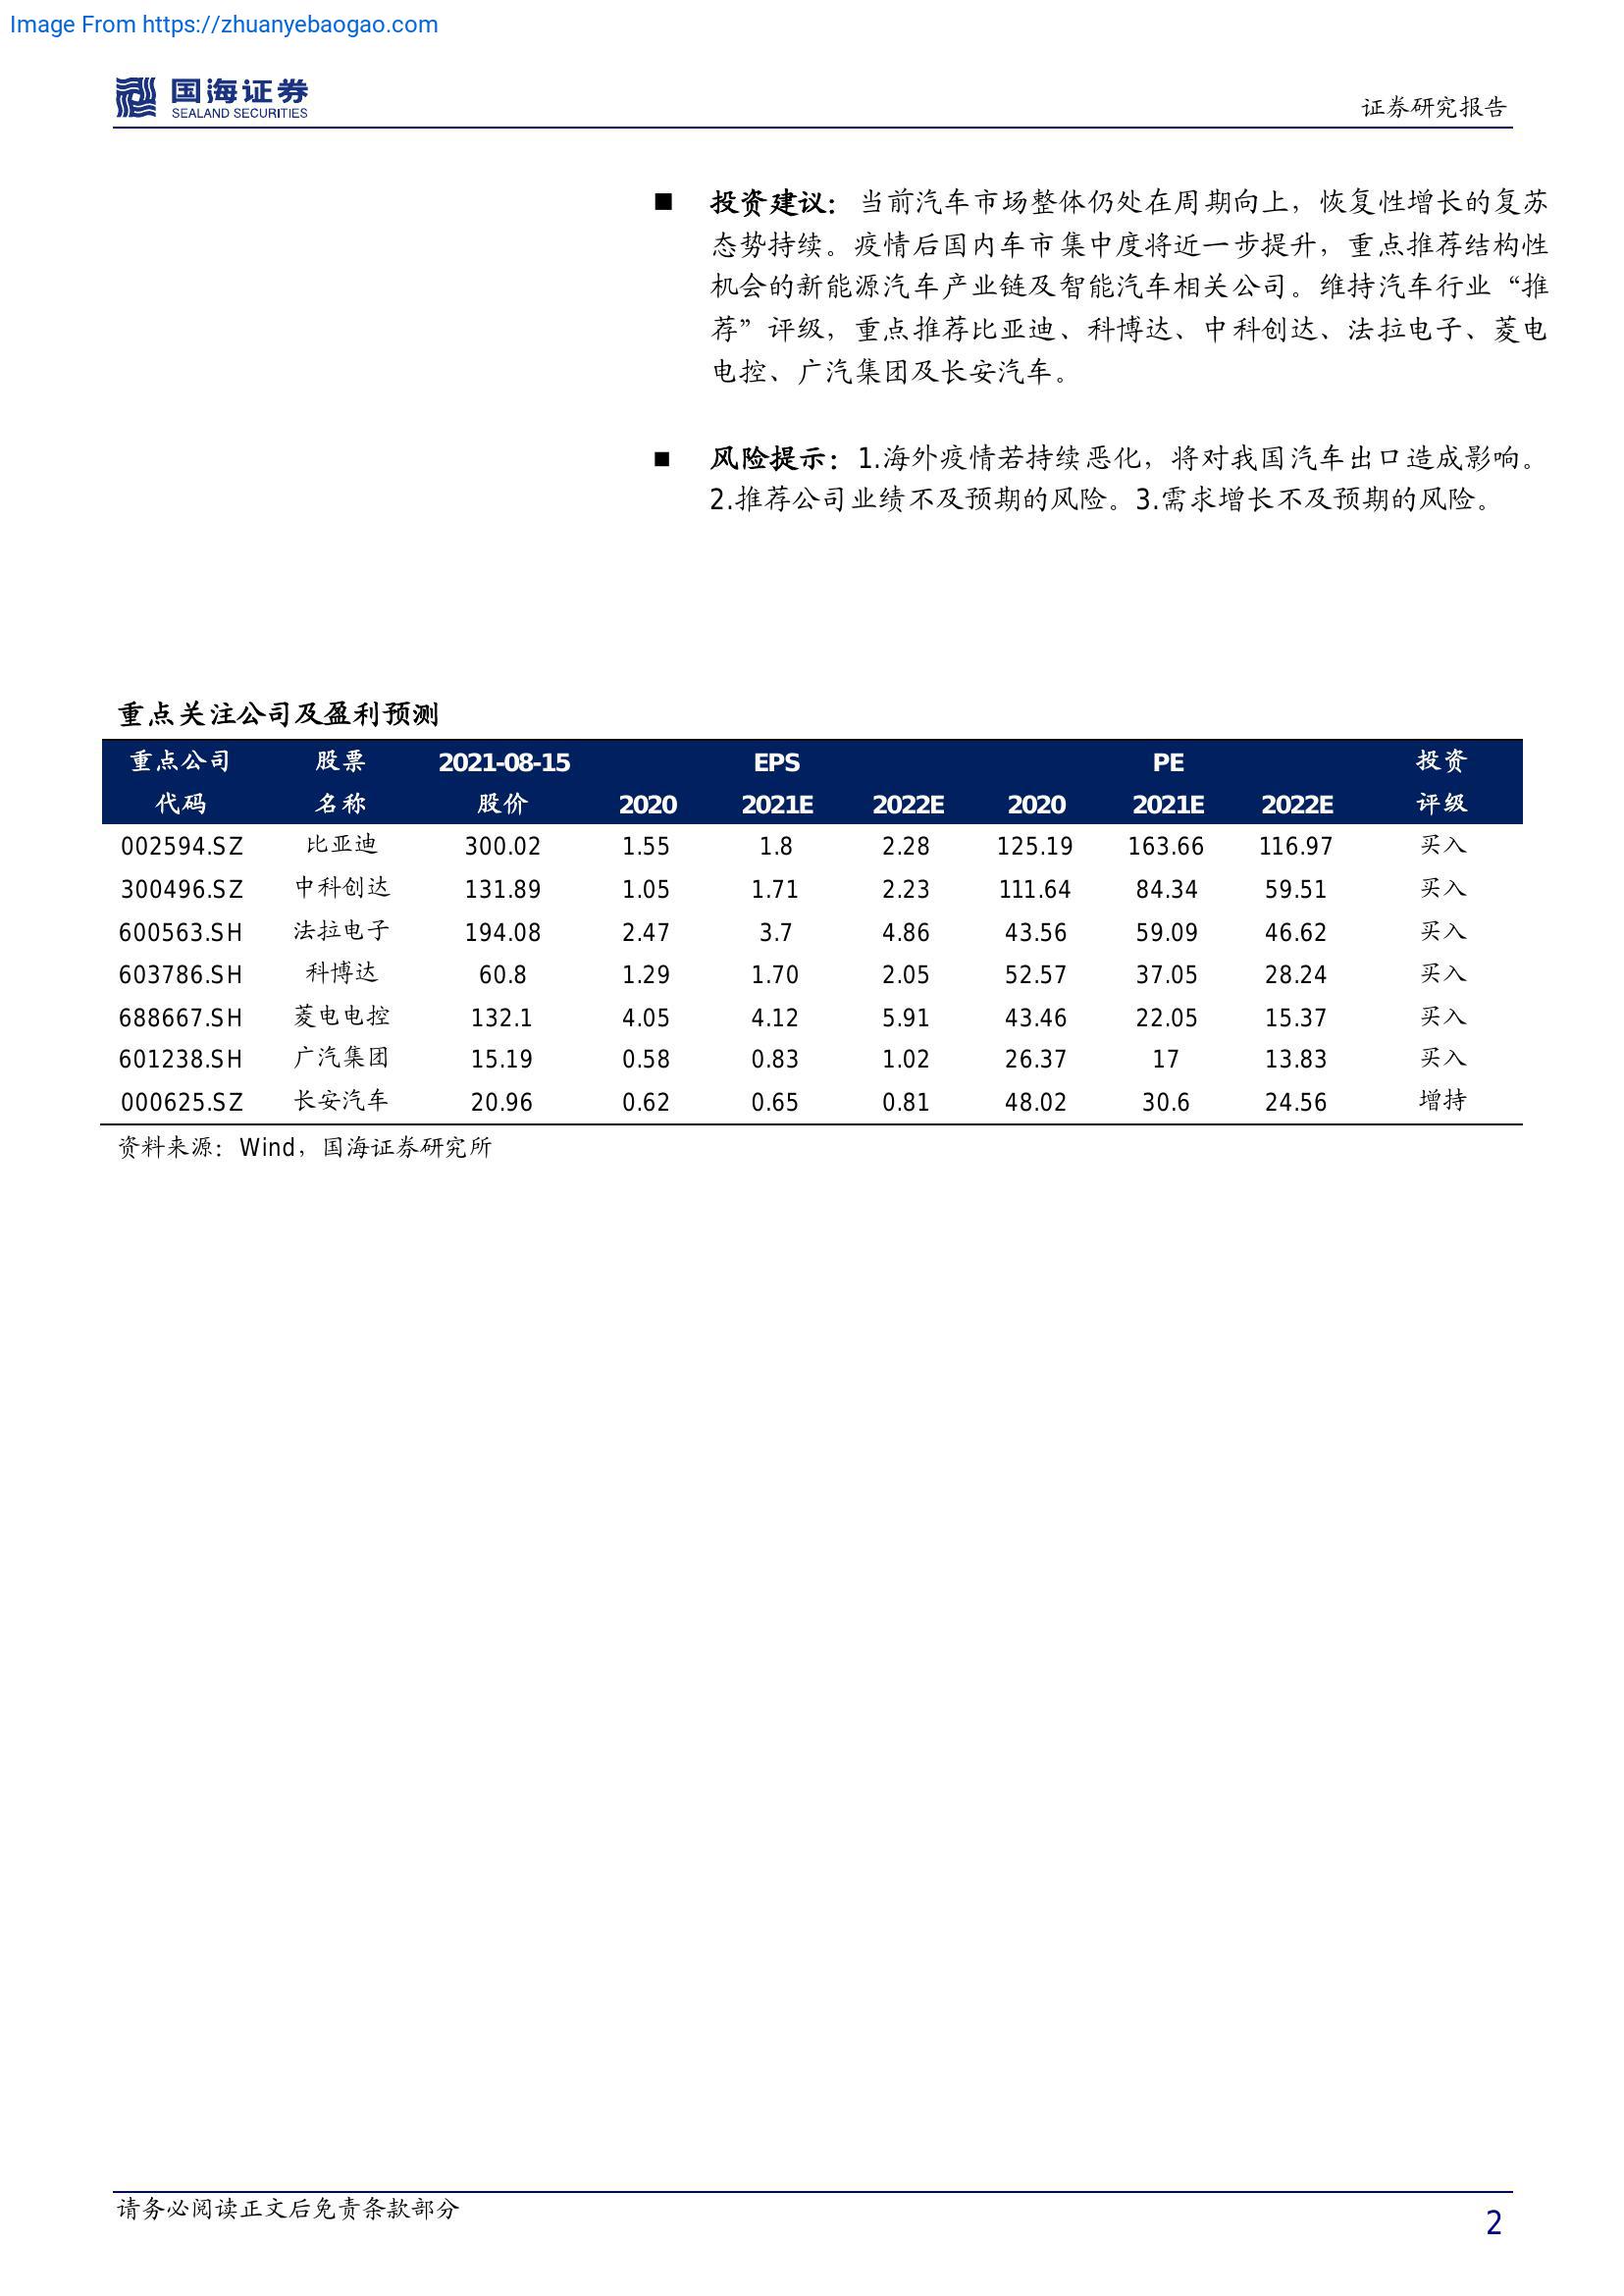 Image From https://zhuanyebaogao.com
国海证券
SEALAND SECURITIES
证券研究报告
■ 投资建议：当前汽车市场整体仍处在周期向上，恢复性增长的复苏
态势持续。疫情后国内车市集中度将近一步提升，重点推荐结构性
机会的新能源汽车产业链及智能汽车相关公司。维持汽车行业“推
荐”评级，重点推荐比亚迪、科博达、中科创达、法拉电子、菱电
电控、广汽集团及长安汽车。
■ 风险提示：1.海外疫情若持续恶化，将对我国汽车出口造成影响。
2.推荐公司业绩不及预期的风险。3.需求增长不及预期的风险。
重点关注公司及盈利预测
重点公司 股票 2021-08-15 EPS PE 投资
代码 名称 股价 2020 2021E 2022E 2020 2021E 2022E 评级
002594.SZ 比亚迪 300.02 1.55 1.8 2.28 125.19 163.66 116.97 买入
300496.SZ 中科创达 131.89 1.05 1.71 2.23 111.64 84.34 59.51 买入
600563.SH 法拉电子 194.08 2.47 3.7 4.86 43.56 59.09 46.62 买入
603786.SH 科博达 60.8 1.29 1.70 2.05 52.57 37.05 28.24 买入
688667.SH 菱电电控 132.1 4.05 4.12 5.91 43.46 22.05 15.37 买入
601238.SH 广汽集团 15.19 0.58 0.83 1.02 26.37 17 13.83 买入
000625.SZ 长安汽车 20.96 0.62 0.65 0.81 48.02 30.6 24.56 增持
资料来源：Wind，国海证券研究所
请务必阅读正文后免责条款部分
2